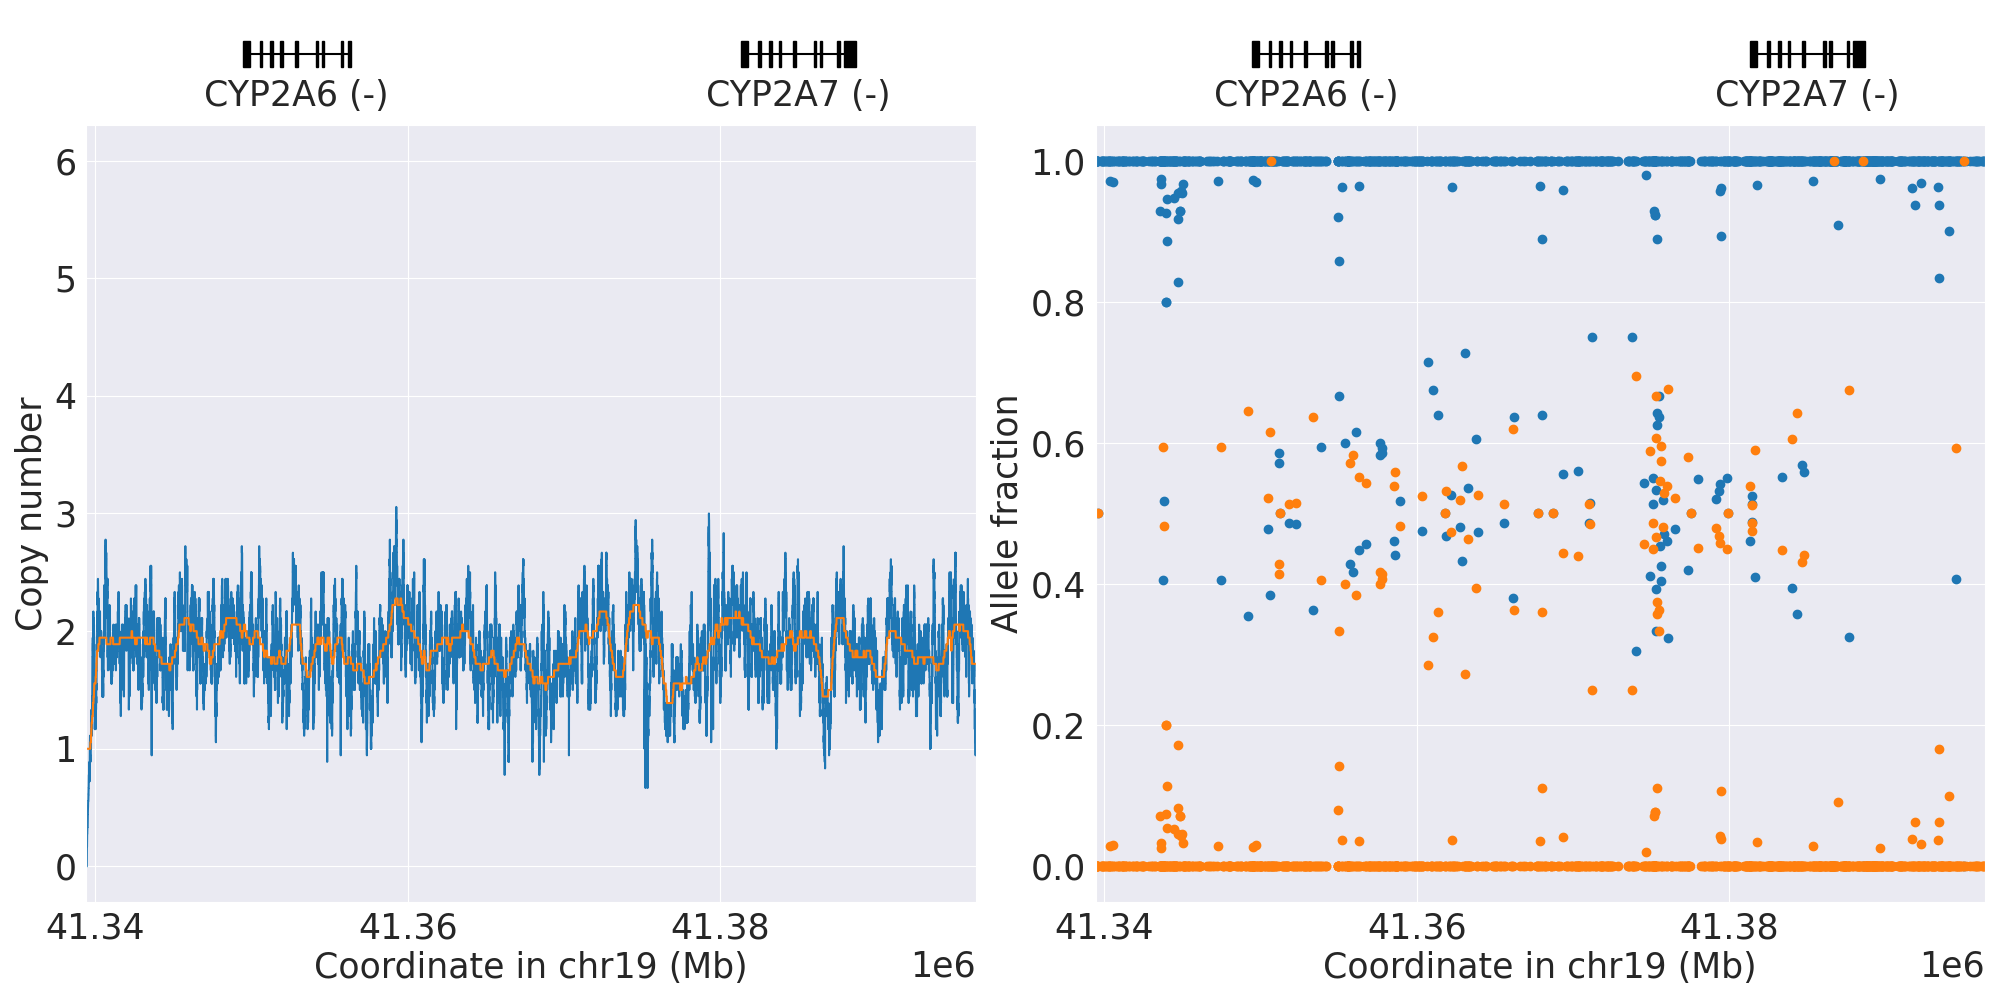 CYP2A6 (-)
CYP2A7 (-)
6
5
4
3
2
1
0
Copy number
41.34
41.36
41.38
Coordinate in chr19 (Mb)
1e6
CYP2A6 (-)
CYP2A7 (-)
1.0
0.8
0.6
0.4
0.2
0.0
Allele fraction
41.34
41.36
41.38
Coordinate in chr19 (Mb)
1e6